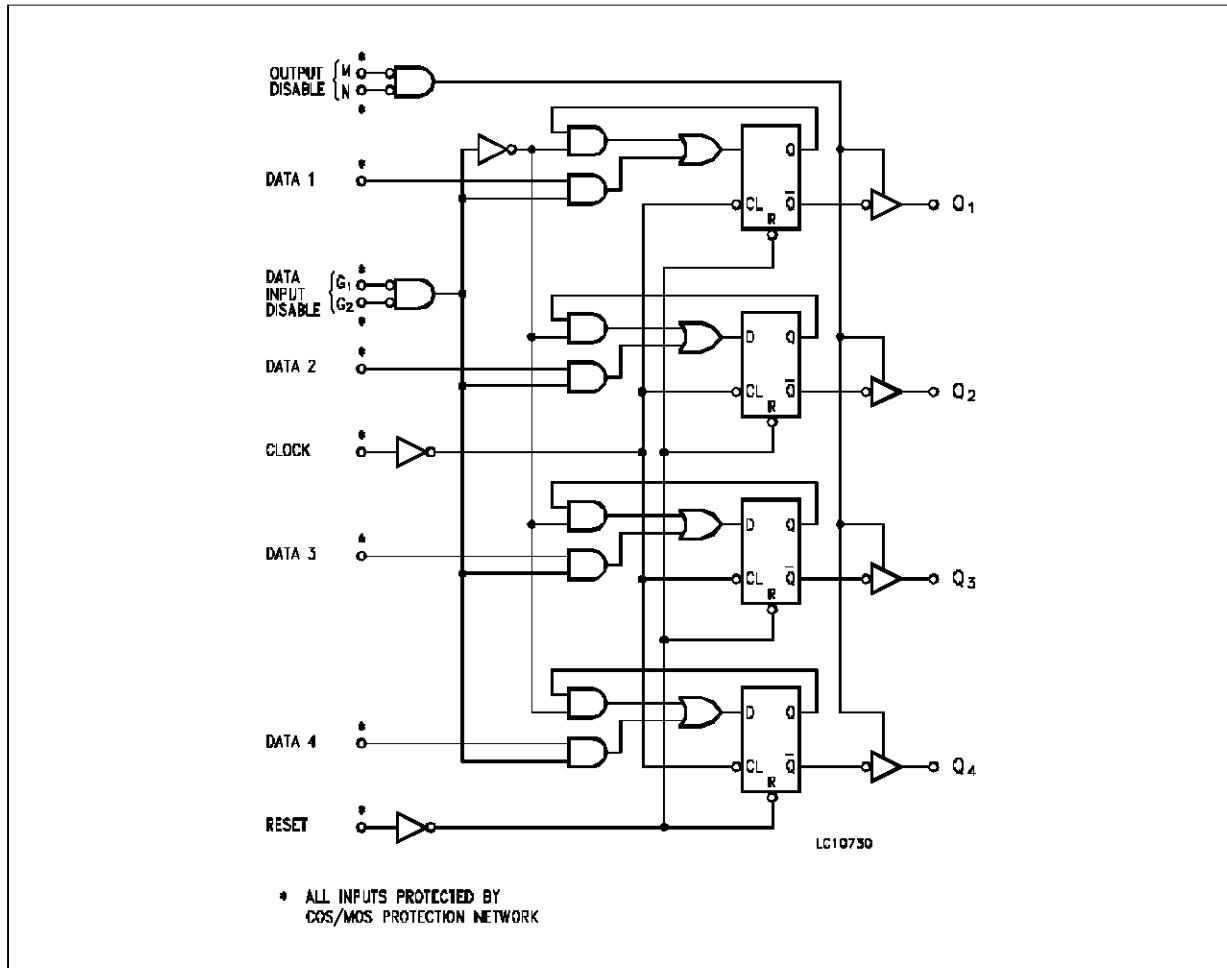 *
OUTPUT DISABLE { M
N
*
*
DATA 1
Q
CL
Q̅
R
Q1
DATA INPUT DISABLE { G1
G2
*
*
*
DATA 2
D
Q
CL
Q̅
R
Q2
*
CLOCK
*
DATA 3
D
Q
CL
Q̅
R
Q3
*
DATA 4
D
Q
CL
Q̅
R
Q4
*
RESET
LC10730
* ALL INPUTS PROTECTED BY
COS/MOS PROTECTION NETWORK